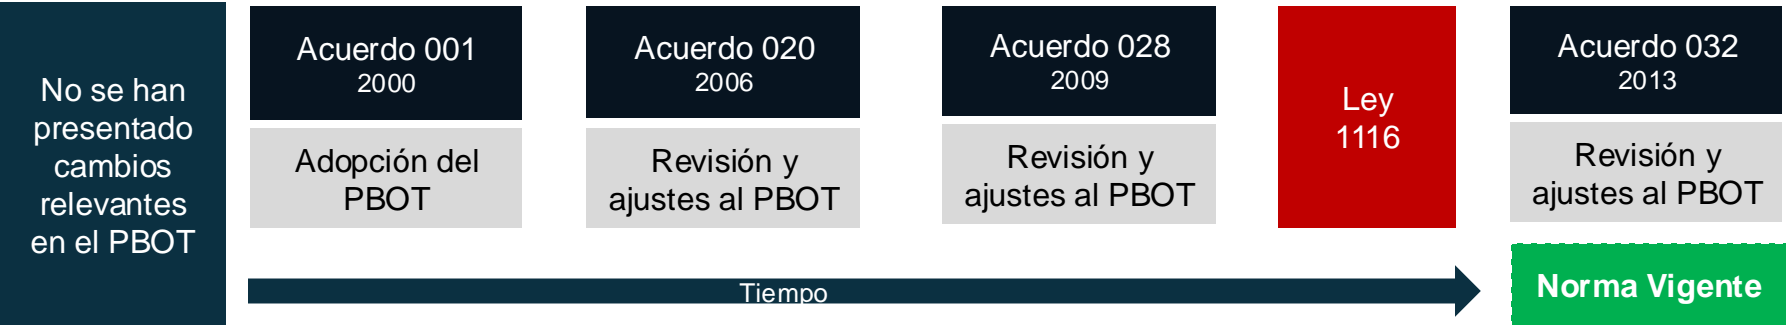 No se han
presentado
cambios
relevantes
en el PBOT
Acuerdo 001
2000
Adopción del
PBOT
Acuerdo 020
2006
Revisión y
ajustes al PBOT
Acuerdo 028
2009
Revisión y
ajustes al PBOT
Ley
1116
Acuerdo 032
2013
Revisión y
ajustes al PBOT
Tiempo
Norma Vigente